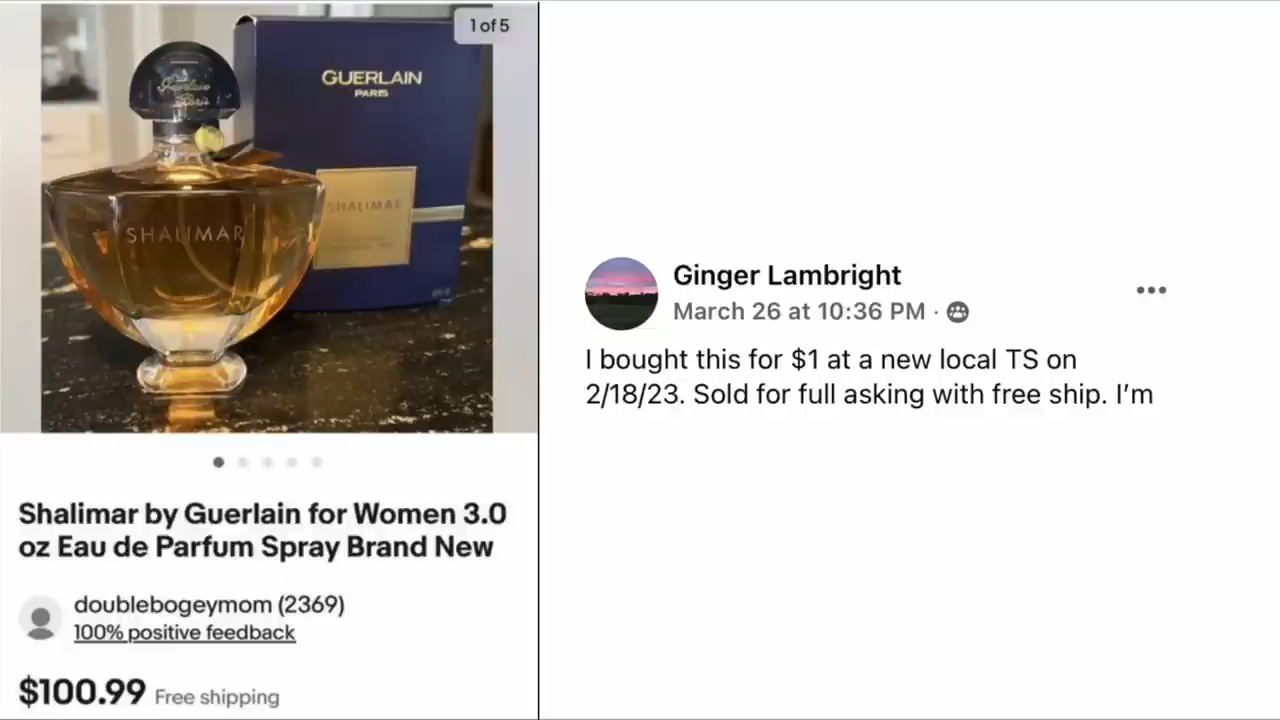 1 of 5
Guerlain
Paris
GUERLAIN
PARIS
SHALIMAR
SHALIMAR
Shalimar by Guerlain for Women 3.0
oz Eau de Parfum Spray Brand New
doublebogeymom (2369)
100% positive feedback
$100.99 Free shipping
Ginger Lambright
March 26 at 10:36 PM ·
I bought this for $1 at a new local TS on
2/18/23. Sold for full asking with free ship. I’m